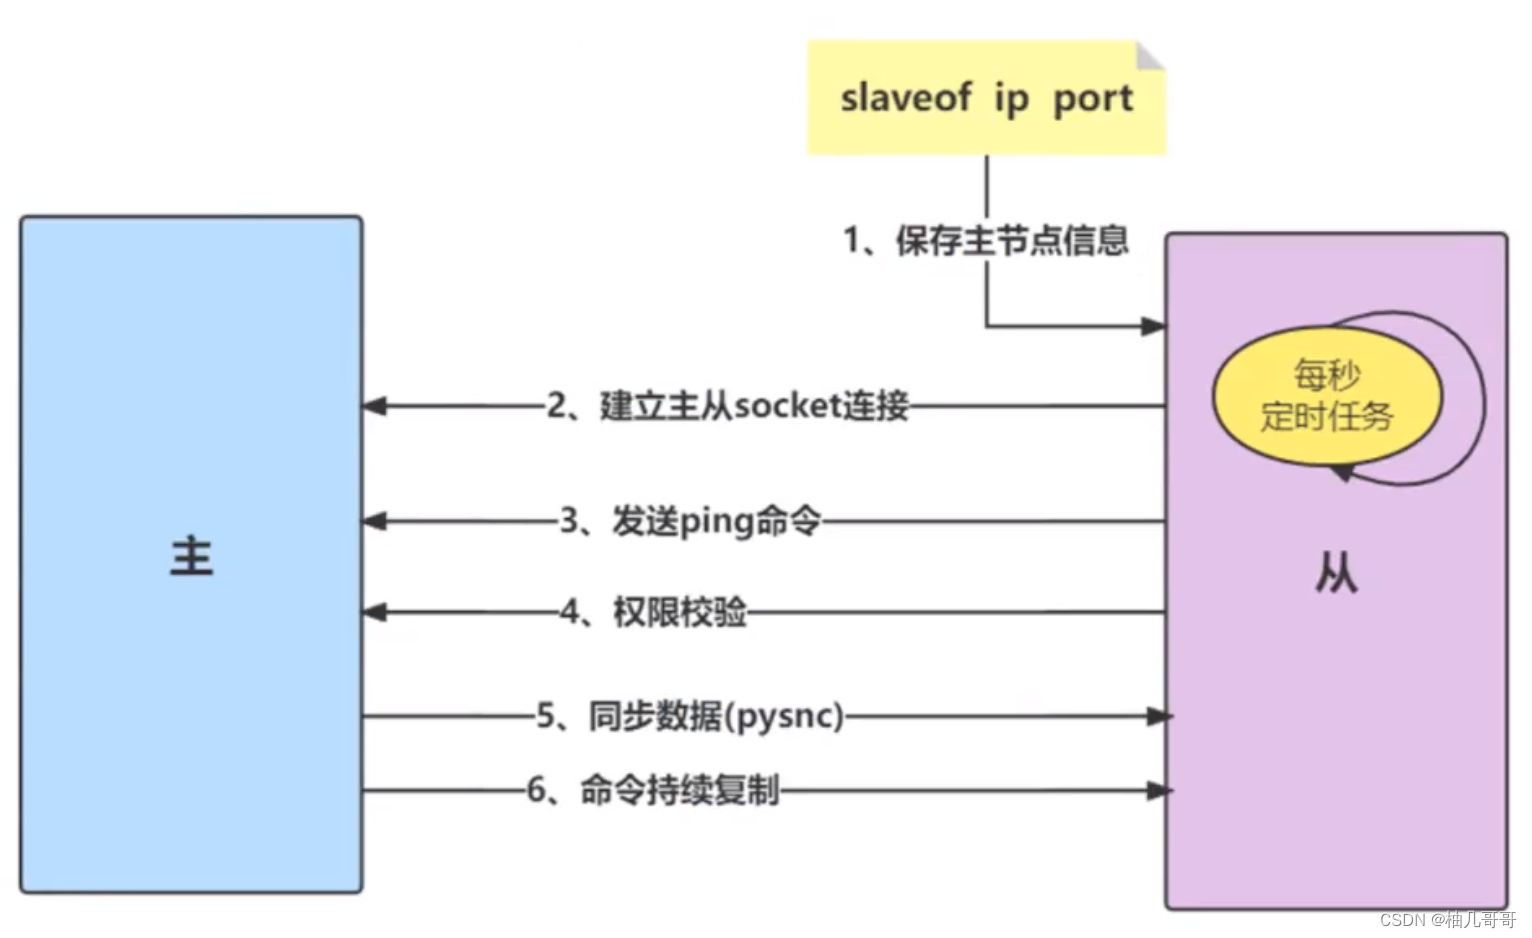 slaveof ip port
1、保存主节点信息
每秒
定时任务
2、建立主从socket连接
3、发送ping命令
主
从
4、权限校验
5、同步数据(pysnc)
6、命令持续复制
CSDN @柚几哥哥